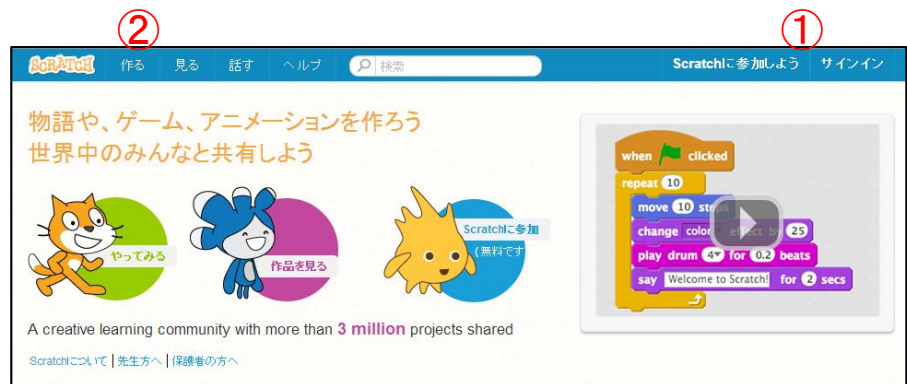 ② ①
SCRATCH 作る 見る 話す ヘルプ 検索 Scratchに参加しよう サインイン
物語や、ゲーム、アニメーションを作ろう
世界中のみんなと共有しよう
やってみる
作品を見る
Scratchに参加
(無料です
when clicked
repeat 10
move 10 steps
change color effect by 25
play drum 4 for 0.2 beats
say Welcome to Scratch! for 2 secs
A creative learning community with more than 3 million projects shared
Scratchについて | 先生方へ | 保護者の方へ